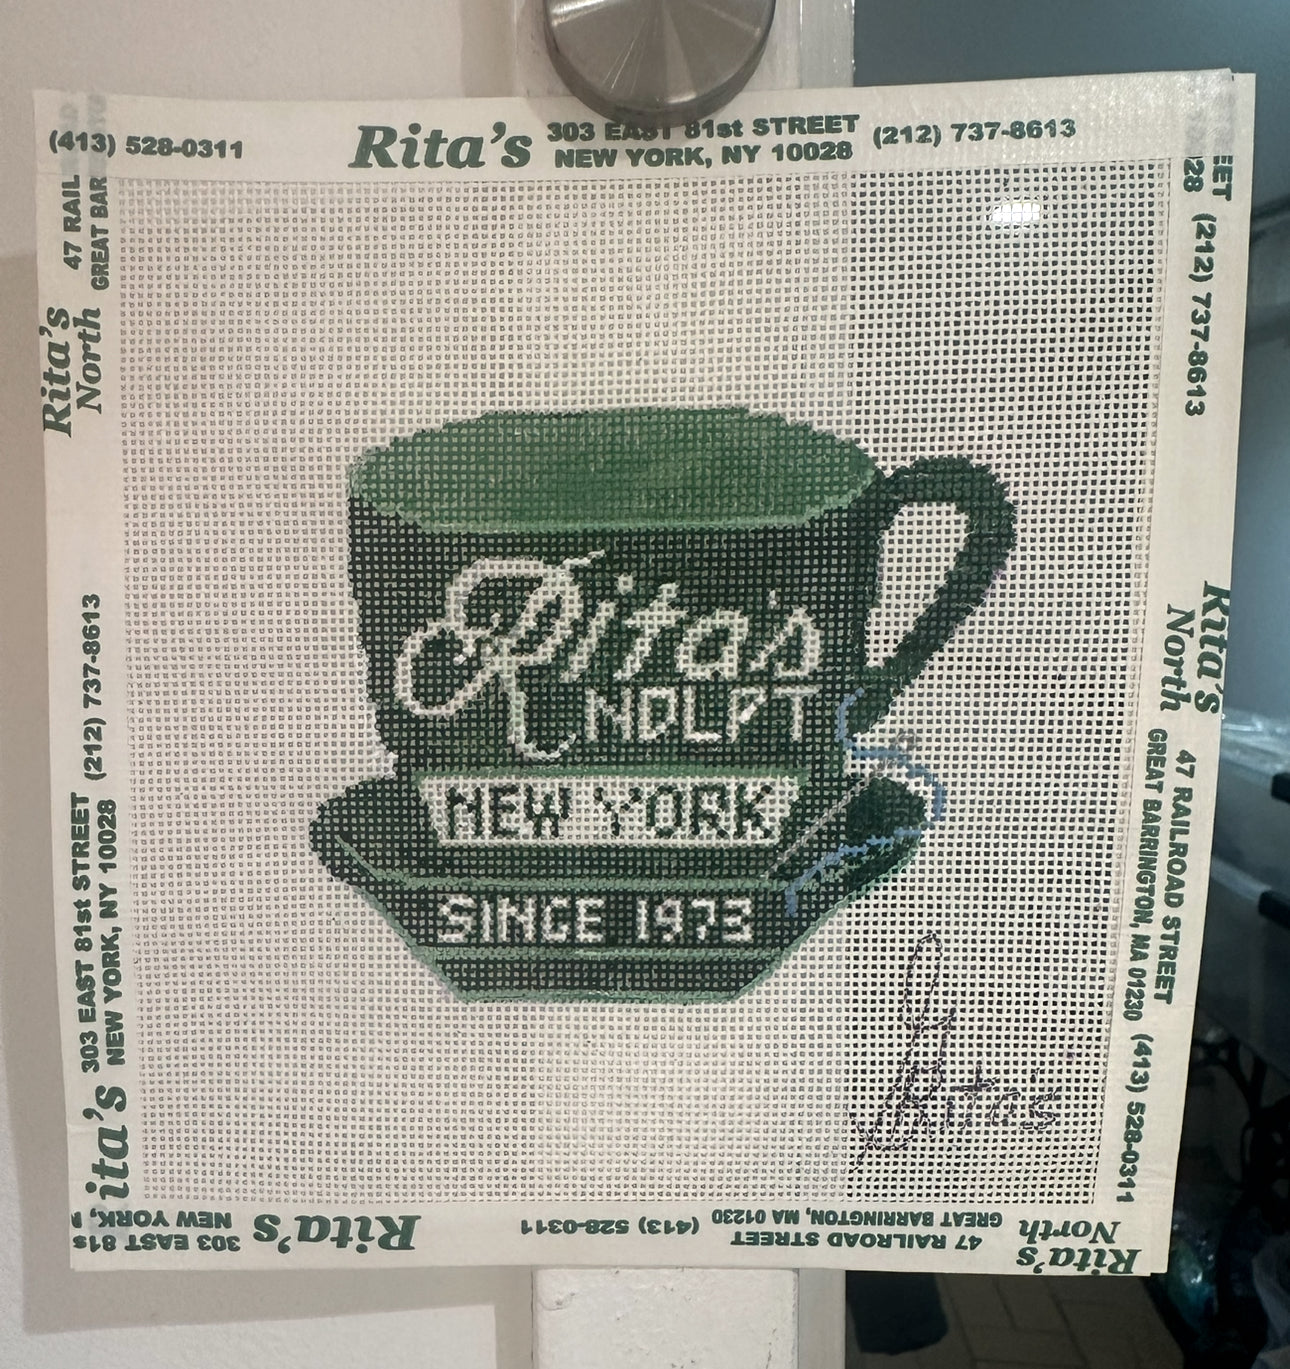 (413) 528-0311
Rita's
303 EAST 81st STREET
NEW YORK, NY 10028
(212) 737-8613
Rita's
NDLPT
NEW YORK
SINCE 1973
Rita's
47 RAIL
GREAT BAR
Rita's
North
(212) 737-8613
303 EAST 81st STREET
NEW YORK, NY 10028
ita's
EET
28
(212) 737-8613
Rita's
North
47 RAILROAD STREET
GREAT BARRINGTON, MA 01230
(413) 528-0311
Rita's
North
47 RAILROAD STREET
GREAT BARRINGTON, MA 01230
(413) 528-0311
Rita's
303 EAST 81s
NEW YORK,